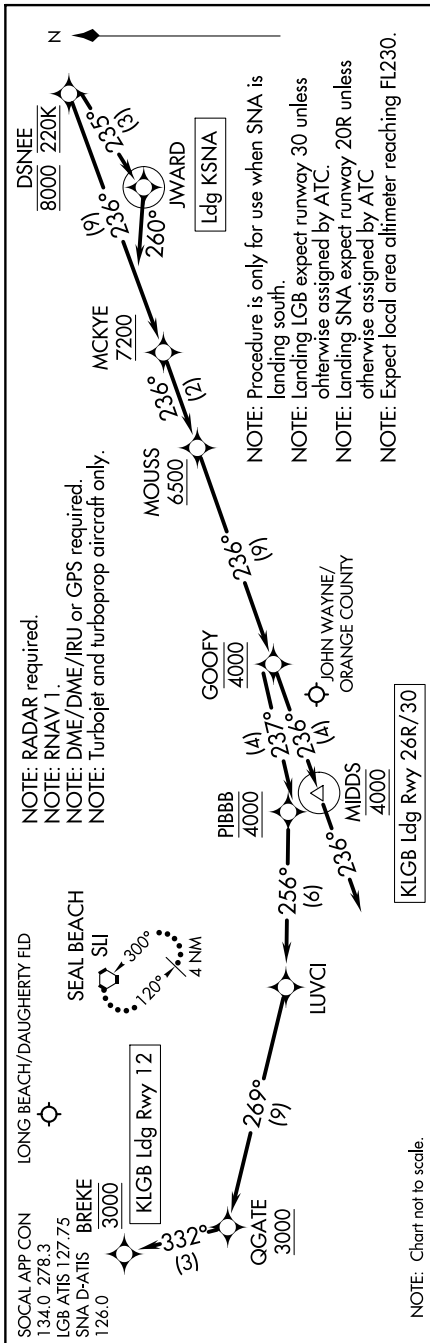 SOCAL APP CON
134.0 278.3
LGB ATIS 127.75
SNA D-ATIS
126.0
LONG BEACH/DAUGHERTY FLD
BREKE
3000
KLGB Ldg Rwy 12
332°
(3)
QGATE
3000
269°
(9)
LUVCI
256°
(6)
SEAL BEACH
SLI
300°
120°
4 NM
NOTE: RADAR required.
NOTE: RNAV 1.
NOTE: DME/DME/IRU or GPS required.
NOTE: Turbojet and turboprop aircraft only.
PIBBB
4000
(4)
237°
236°
(4)
GOOFY
4000
MIDDS
4000
236°
KLGB Ldg Rwy 26R/30
JOHN WAYNE/
ORANGE COUNTY
236°
(9)
MOUSS
6500
236°
(2)
MCKYE
7200
236°
(9)
DSNEE
8000 220K
235°
(3)
JWARD
260°
Ldg KSNA
N
NOTE: Procedure is only for use when SNA is
landing south.
NOTE: Landing LGB expect runway 30 unless
ohterwise assigned by ATC.
NOTE: Landing SNA expect runway 20R unless
otherwise assigned by ATC
NOTE: Expect local area altimeter reaching FL230.
NOTE: Chart not to scale.